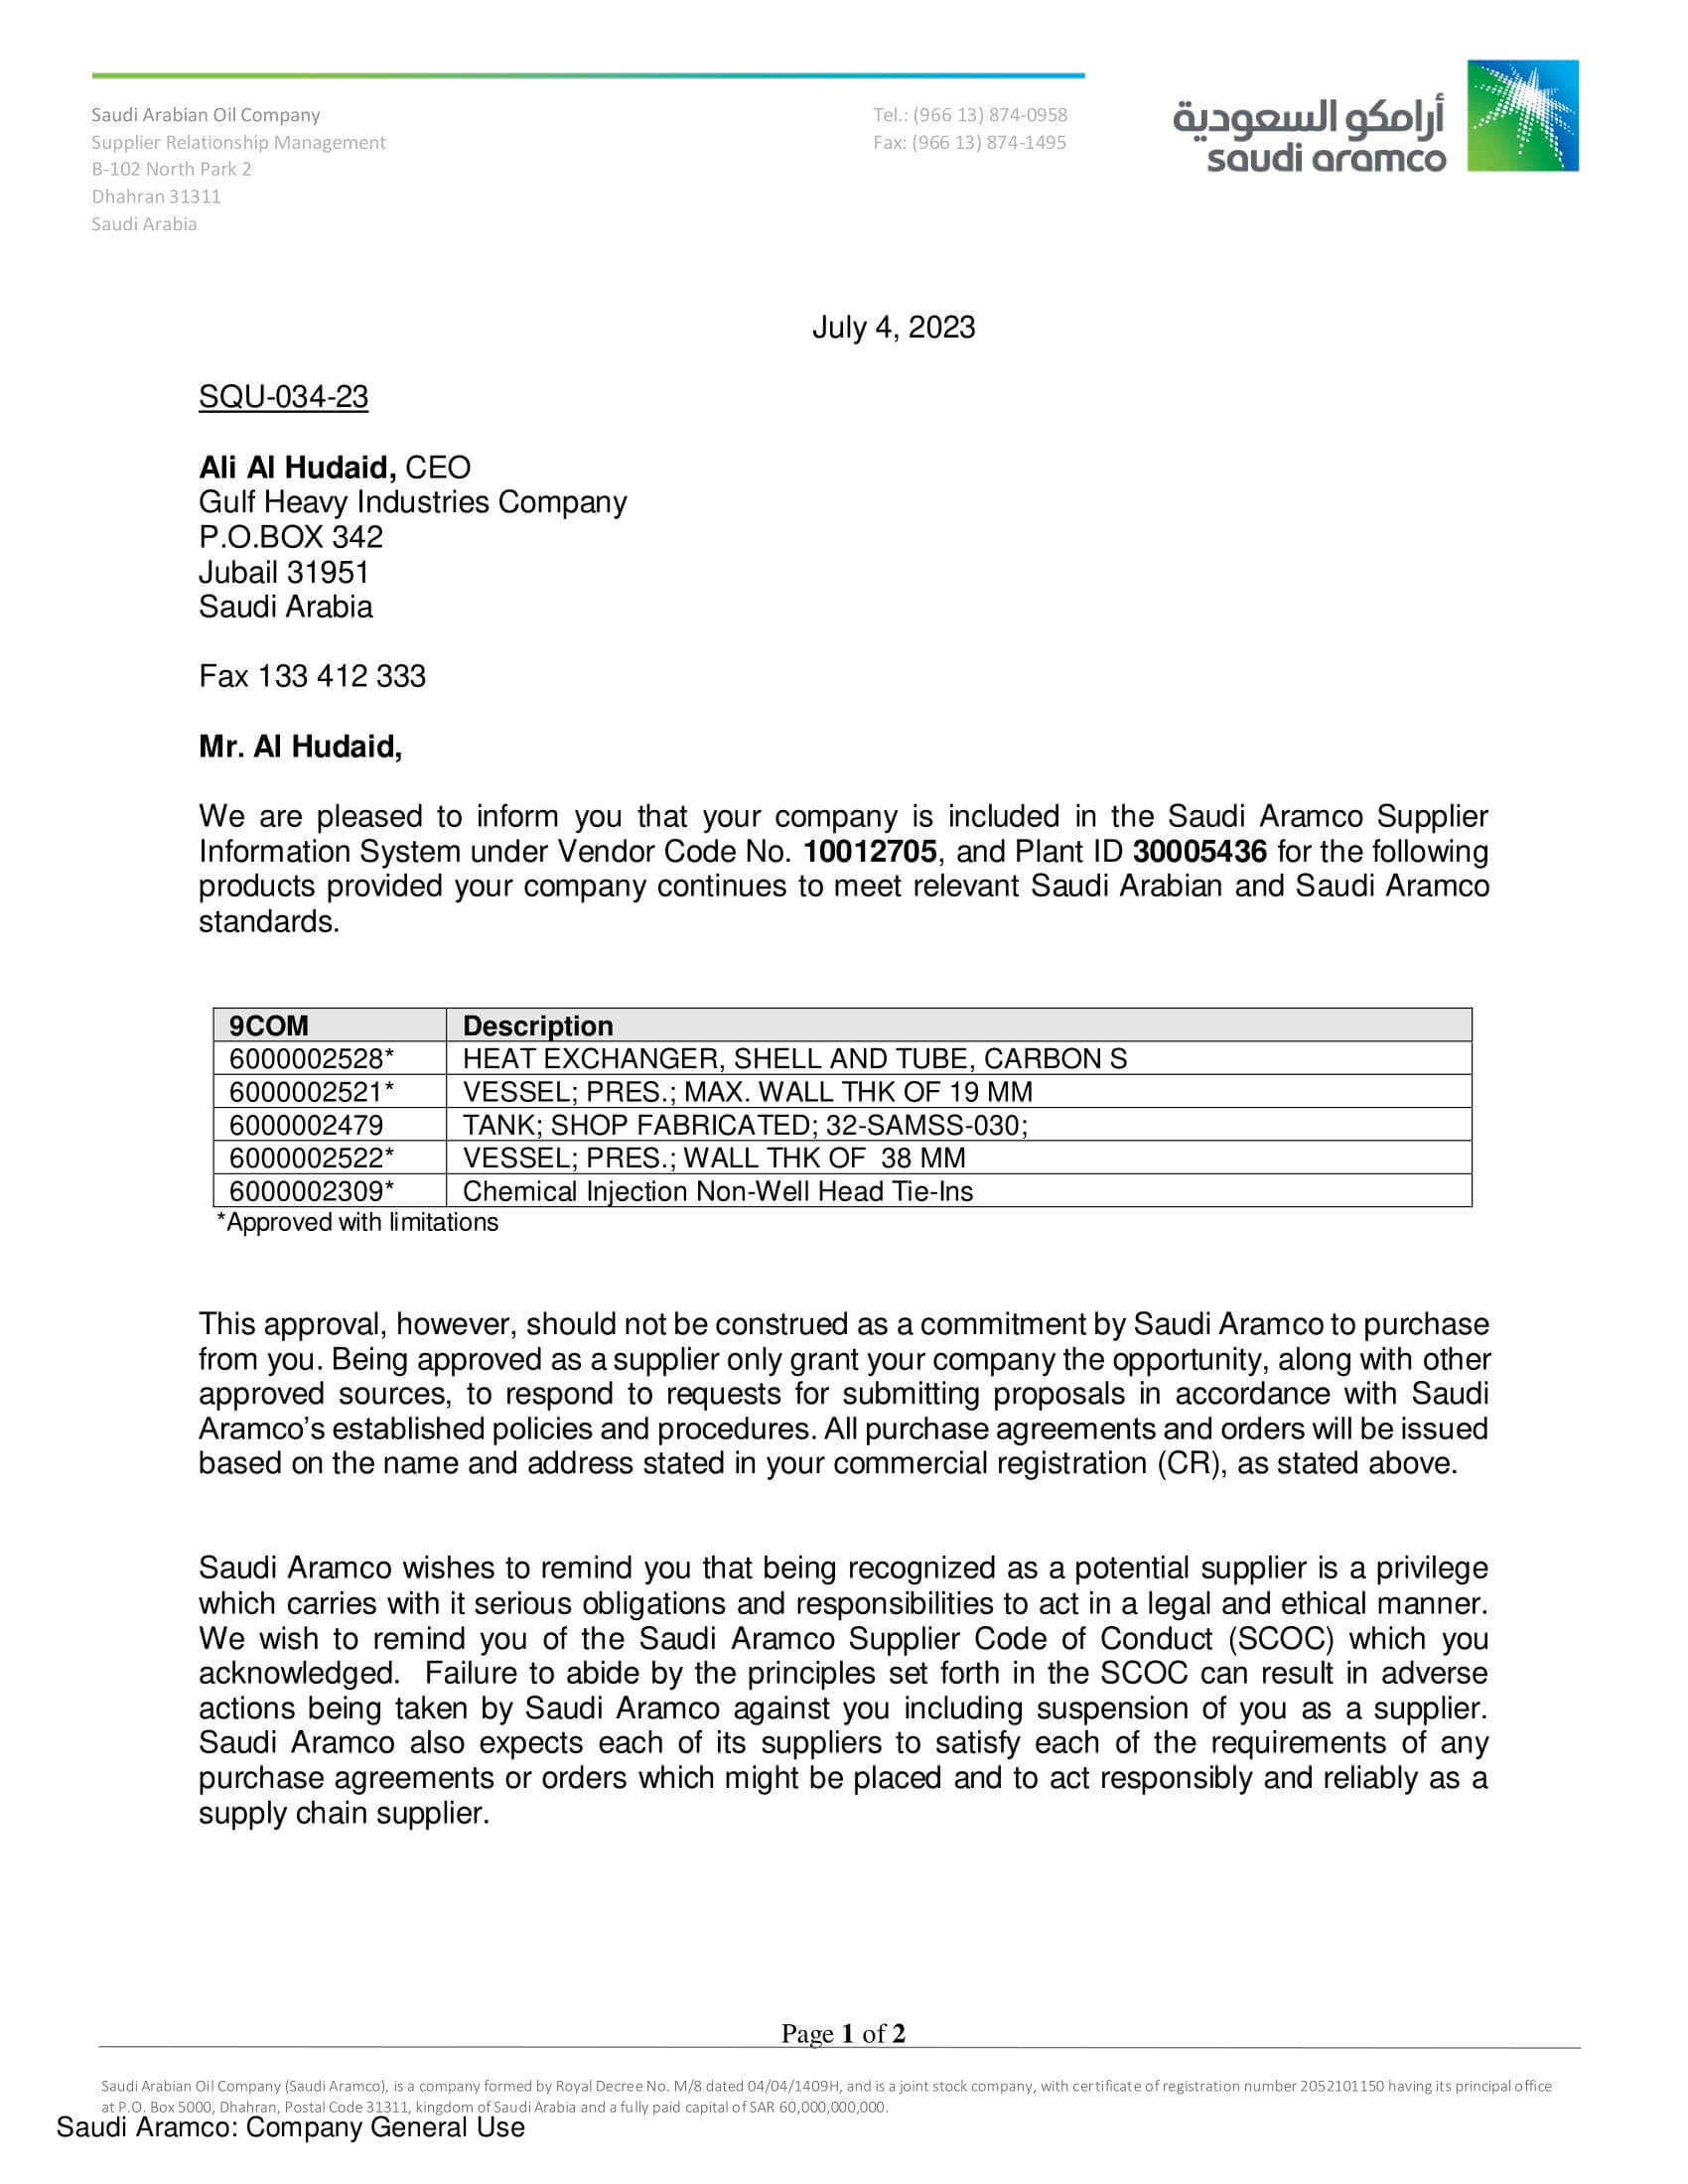 Saudi Arabian Oil Company
Supplier Relationship Management
B-102 North Park 2
Dhahran 31311
Saudi Arabia
Tel.: (966 13) 874-0958
Fax: (966 13) 874-1495
أرامكو السعودية
saudi aramco
July 4, 2023
SQU-034-23
Ali Al Hudaid, CEO
Gulf Heavy Industries Company
P.O.BOX 342
Jubail 31951
Saudi Arabia
Fax 133 412 333
Mr. Al Hudaid,
We are pleased to inform you that your company is included in the Saudi Aramco Supplier
Information System under Vendor Code No. 10012705, and Plant ID 30005436 for the following
products provided your company continues to meet relevant Saudi Arabian and Saudi Aramco
standards.
9COM Description
6000002528* HEAT EXCHANGER, SHELL AND TUBE, CARBON S
6000002521* VESSEL; PRES.; MAX. WALL THK OF 19 MM
6000002479 TANK; SHOP FABRICATED; 32-SAMSS-030;
6000002522* VESSEL; PRES.; WALL THK OF  38 MM
6000002309* Chemical Injection Non-Well Head Tie-Ins
*Approved with limitations
This approval, however, should not be construed as a commitment by Saudi Aramco to purchase
from you. Being approved as a supplier only grant your company the opportunity, along with other
approved sources, to respond to requests for submitting proposals in accordance with Saudi
Aramco’s established policies and procedures. All purchase agreements and orders will be issued
based on the name and address stated in your commercial registration (CR), as stated above.
Saudi Aramco wishes to remind you that being recognized as a potential supplier is a privilege
which carries with it serious obligations and responsibilities to act in a legal and ethical manner.
We wish to remind you of the Saudi Aramco Supplier Code of Conduct (SCOC) which you
acknowledged.  Failure to abide by the principles set forth in the SCOC can result in adverse
actions being taken by Saudi Aramco against you including suspension of you as a supplier.
Saudi Aramco also expects each of its suppliers to satisfy each of the requirements of any
purchase agreements or orders which might be placed and to act responsibly and reliably as a
supply chain supplier.
Page 1 of 2
Saudi Arabian Oil Company (Saudi Aramco), is a company formed by Royal Decree No. M/8 dated 04/04/1409H, and is a joint stock company, with certificate of registration number 2052101150 having its principal office
at P.O. Box 5000, Dhahran, Postal Code 31311, kingdom of Saudi Arabia and a fully paid capital of SAR 60,000,000,000.
Saudi Aramco: Company General Use